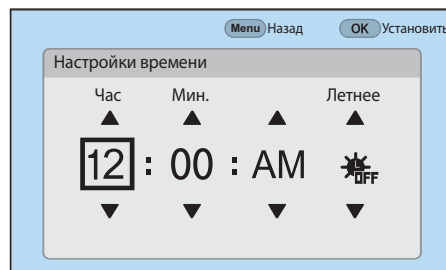 Menu Назад OK Установить
Настройки времени
Час Мин. Летнее
12 : 00 : AM OFF